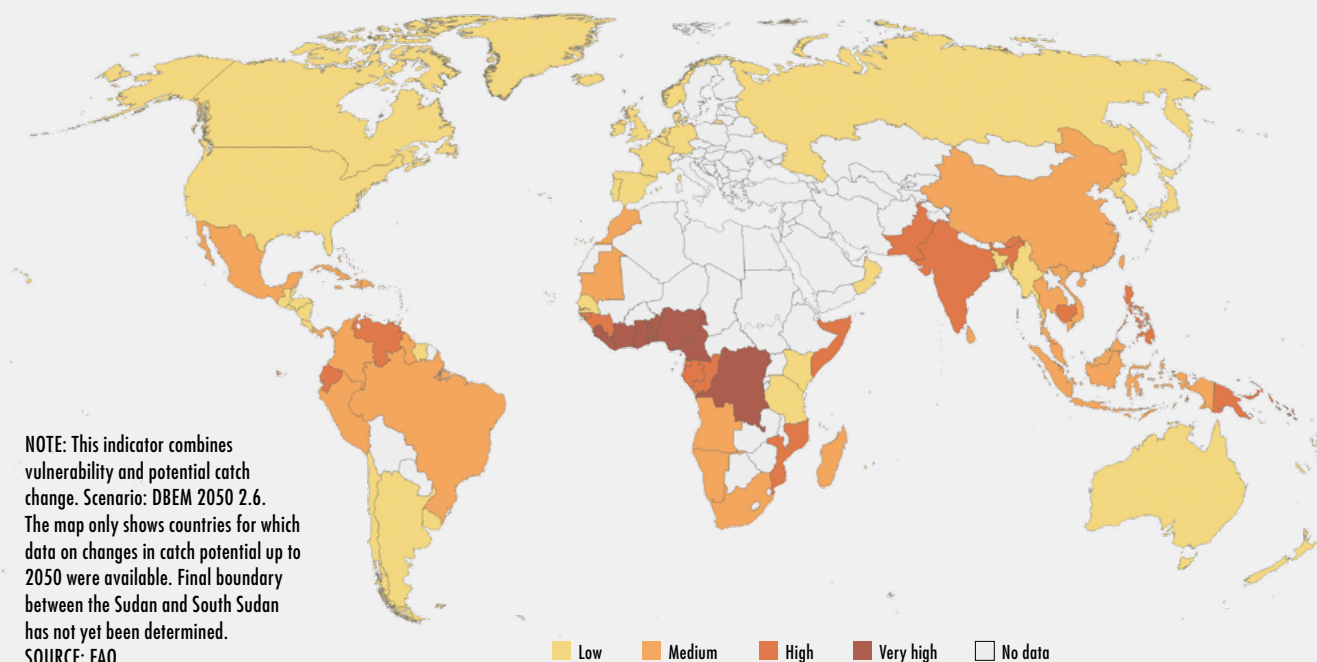 NOTE: This indicator combines
vulnerability and potential catch
change. Scenario: DBEM 2050 2.6.
The map only shows countries for which
data on changes in catch potential up to
2050 were available. Final boundary
between the Sudan and South Sudan
has not yet been determined.
SOURCE: FAO
Low
Medium
High
Very high
No data